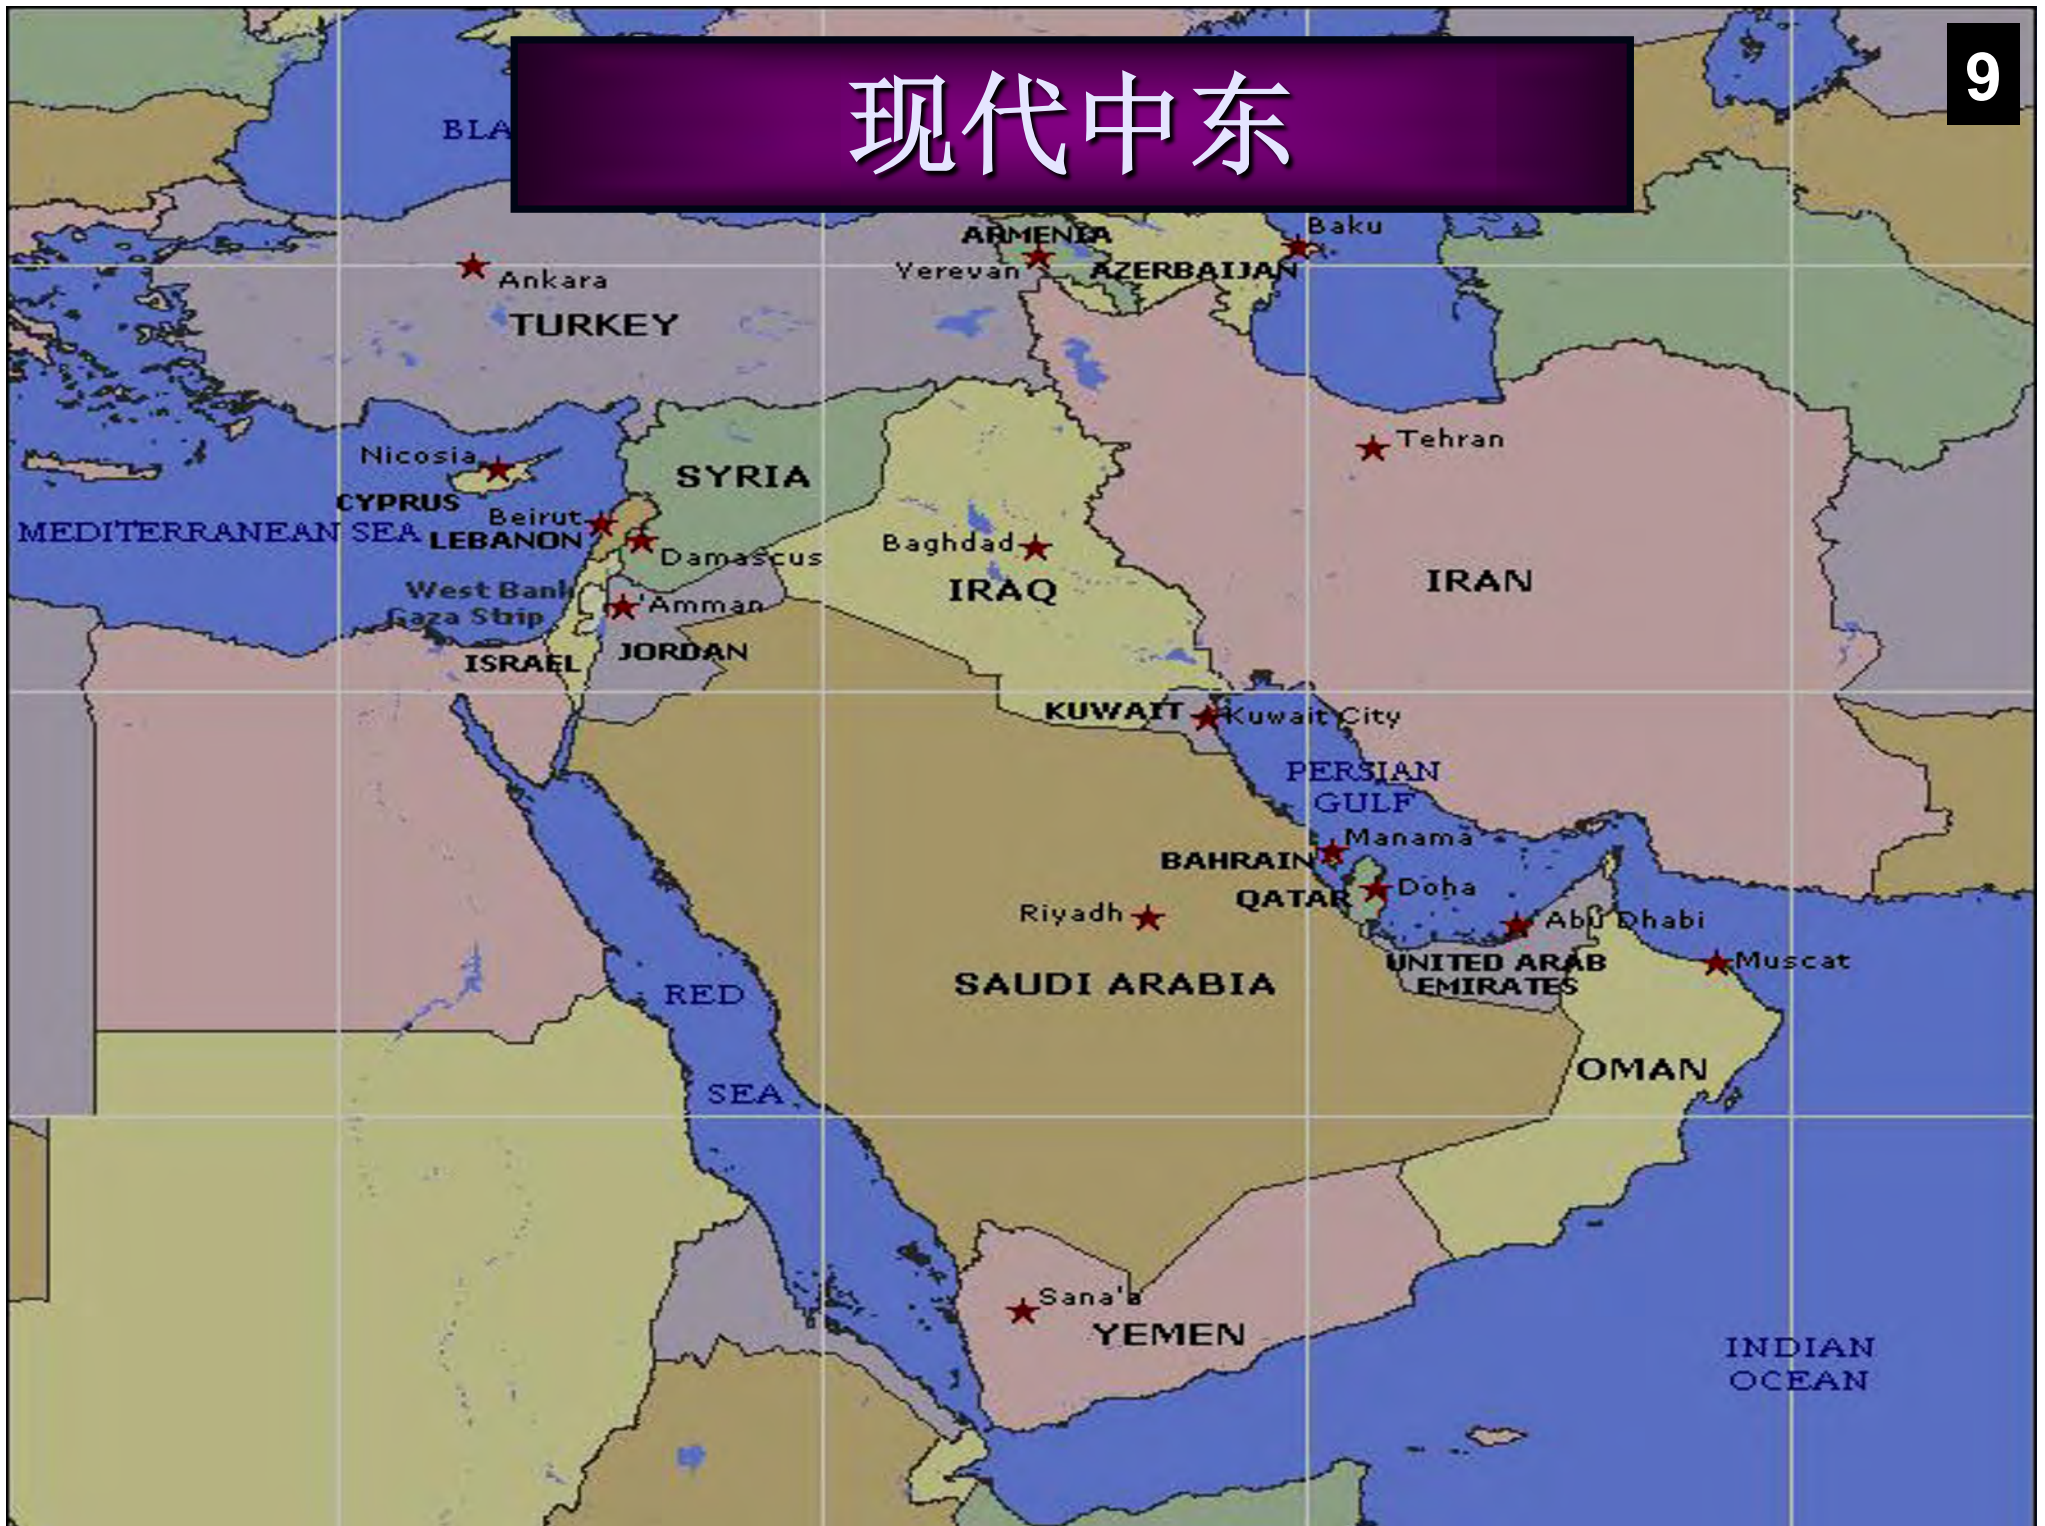 现代中东
9
BLA
Baku
ARMENIA
Yerevan
AZERBAIJAN
Ankara
TURKEY
Tehran
Nicosia
SYRIA
CYPRUS
Beirut
MEDITERRANEAN SEA
LEBANON
Damascus
Baghdad
IRAQ
IRAN
West Bank
Gaza Strip
'Amman
ISRAEL
JORDAN
KUWAIT
Kuwait City
PERSIAN
GULF
Manama
BAHRAIN
Doha
QATAR
Riyadh
Abu Dhabi
UNITED ARAB
EMIRATES
Muscat
SAUDI ARABIA
RED
SEA
OMAN
Sana'a
YEMEN
INDIAN
OCEAN